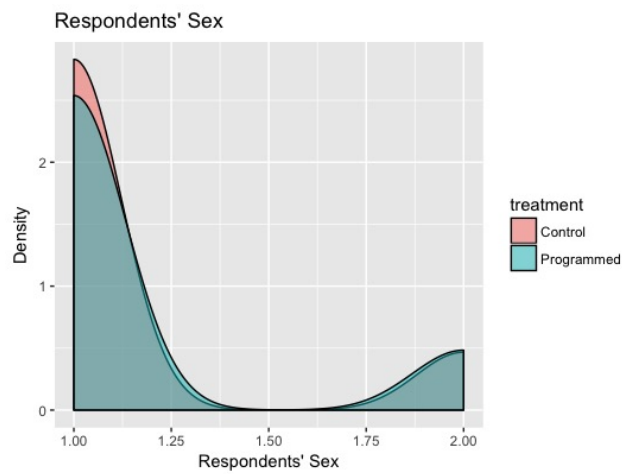 Respondents' Sex
Density
2
1
0
1.00 1.25 1.50 1.75 2.00
Respondents' Sex
treatment
Control
Programmed